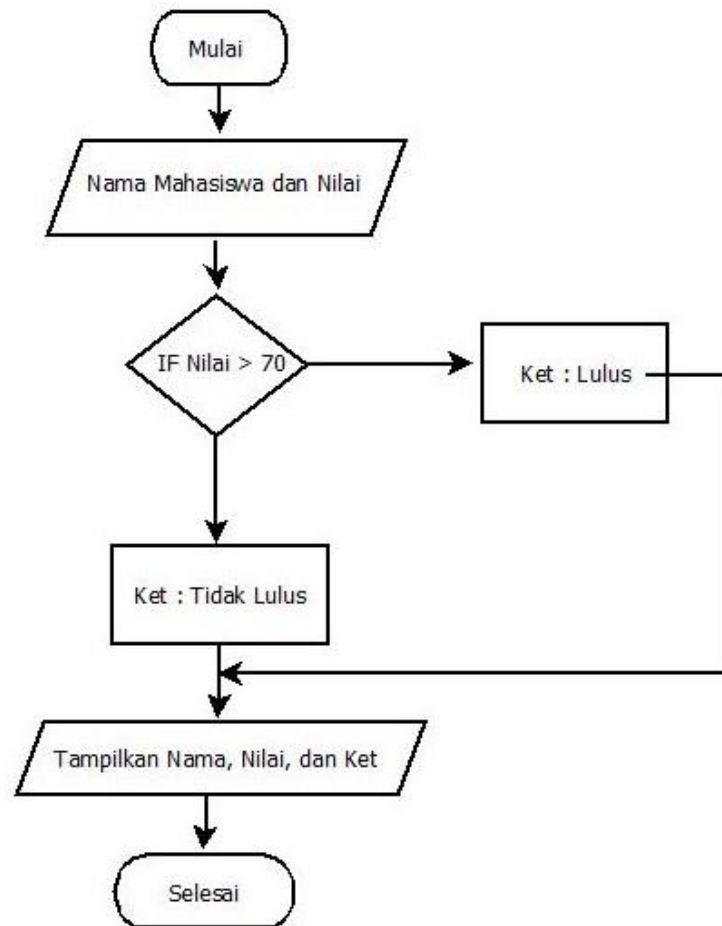 Mulai
Nama Mahasiswa dan Nilai
IF Nilai > 70
Ket : Lulus
Ket : Tidak Lulus
Tampilkan Nama, Nilai, dan Ket
Selesai